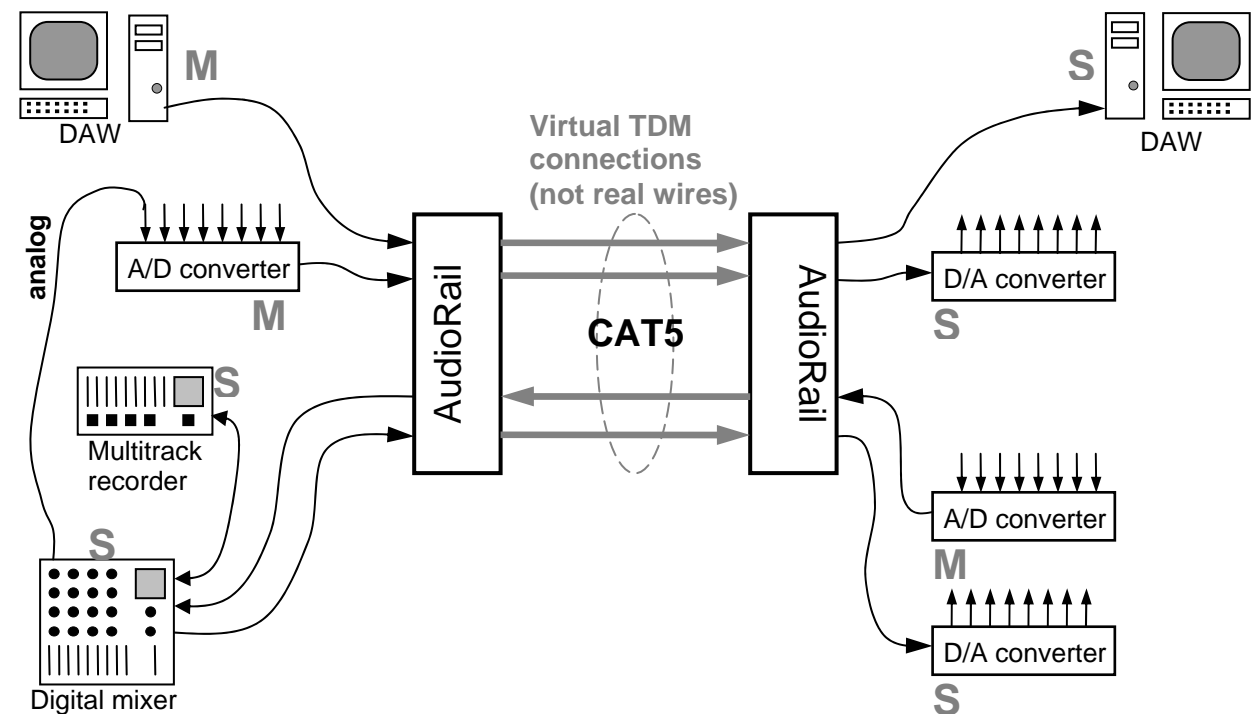 M
S
DAW
DAW
Virtual TDM
connections
(not real wires)
analog
A/D converter
M
AudioRail
CAT5
AudioRail
D/A converter
S
S
Multitrack
recorder
A/D converter
M
S
Digital mixer
D/A converter
S